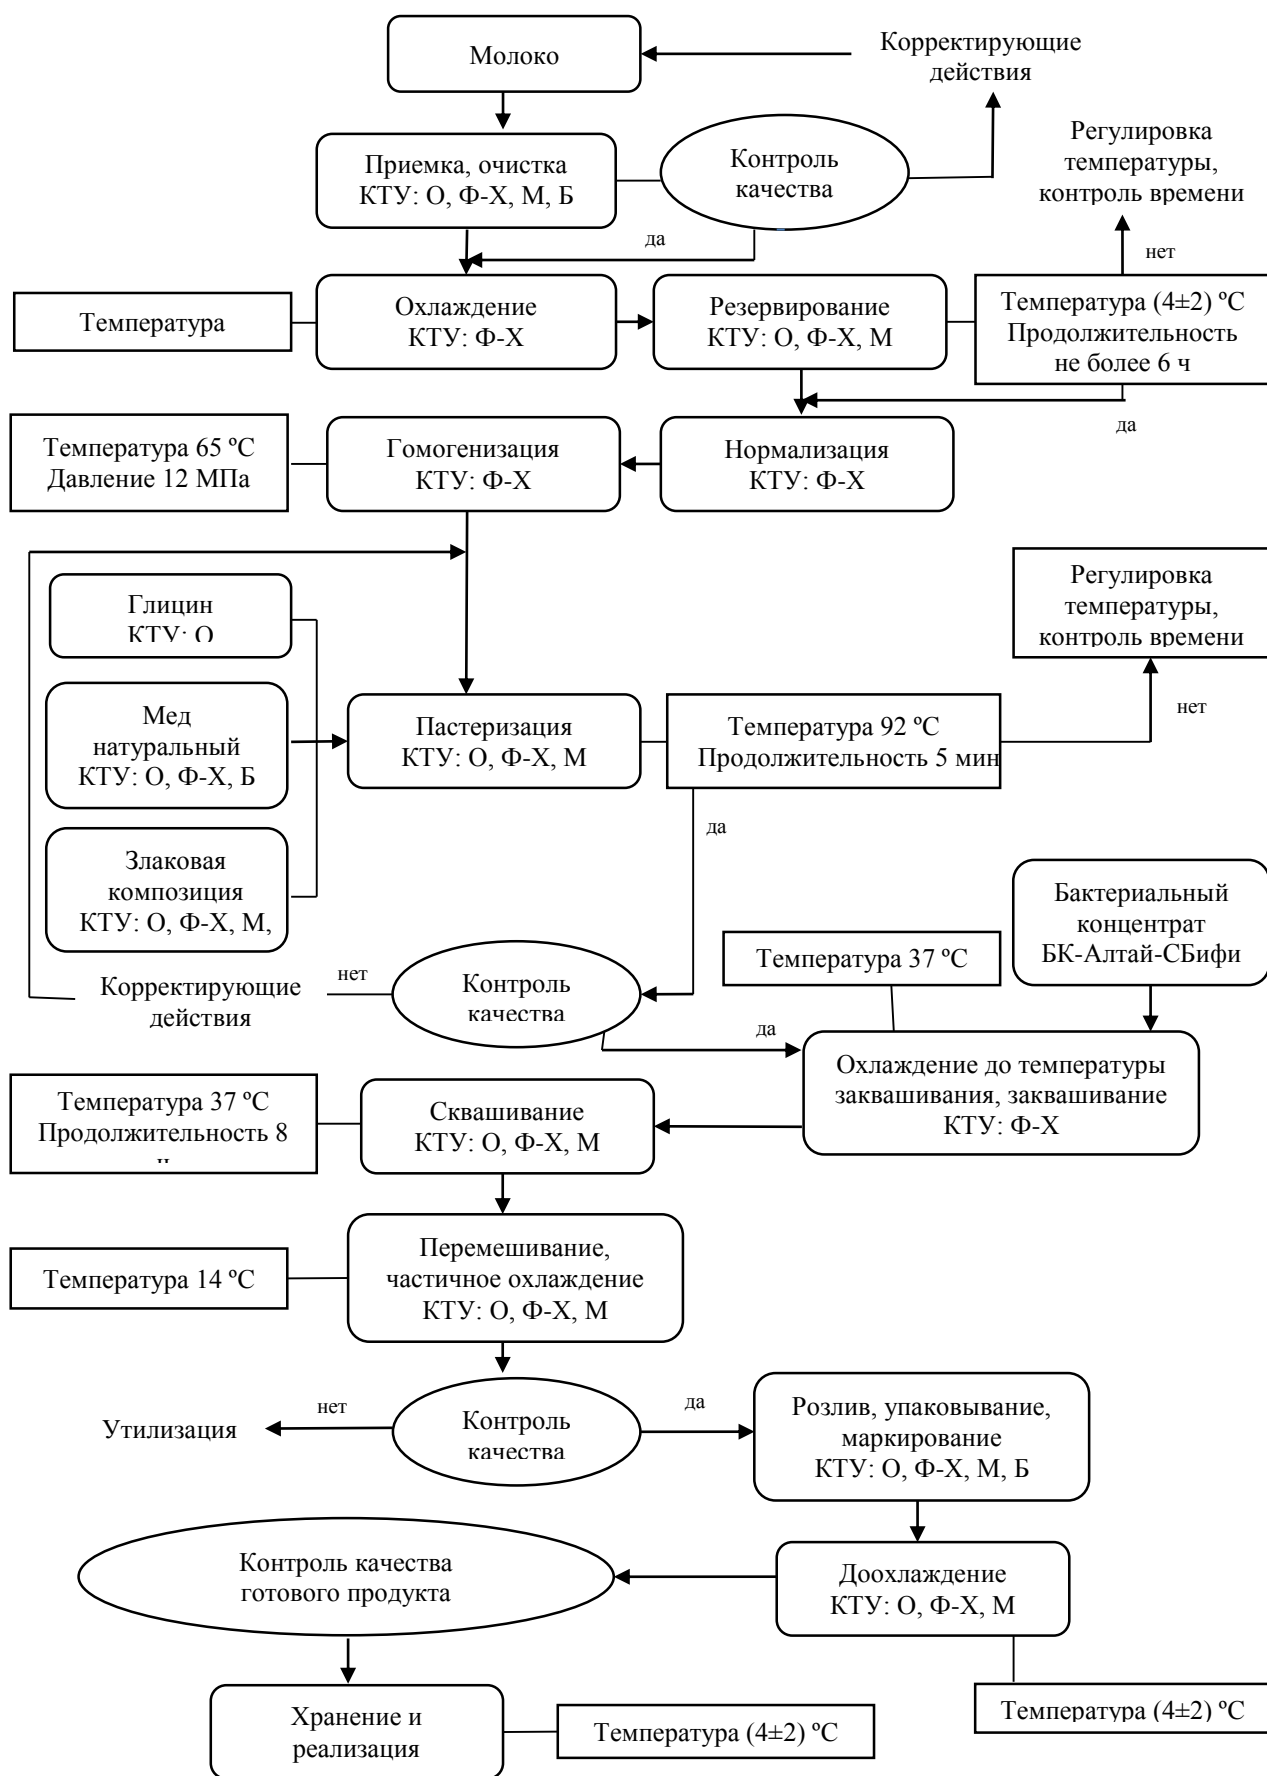 Молоко
Корректирующие
действия
Приемка, очистка
КТУ: О, Ф-Х, М, Б
Контроль
качества
Регулировка
температуры,
контроль времени
да
нет
Температура
Охлаждение
КТУ: Ф-Х
Резервирование
КТУ: О, Ф-Х, М
Температура (4±2) ºС
Продолжительность
не более 6 ч
да
Температура 65 ºС
Давление 12 МПа
Гомогенизация
КТУ: Ф-Х
Нормализация
КТУ: Ф-Х
Глицин
КТУ: О
Регулировка
температуры,
контроль времени
Мед
натуральный
КТУ: О, Ф-Х, Б
Пастеризация
КТУ: О, Ф-Х, М
Температура 92 ºС
Продолжительность 5 мин
нет
да
Злаковая
композиция
КТУ: О, Ф-Х, М,
Бактериальный
концентрат
БК-Алтай-СБифи
Температура 37 ºС
Корректирующие
действия
нет
Контроль
качества
да
Охлаждение до температуры
заквашивания, заквашивание
КТУ: Ф-Х
Температура 37 ºС
Продолжительность 8
Сквашивание
КТУ: О, Ф-Х, М
Температура 14 ºС
Перемешивание,
частичное охлаждение
КТУ: О, Ф-Х, М
Утилизация
нет
Контроль
качества
да
Розлив, упаковывание,
маркирование
КТУ: О, Ф-Х, М, Б
Контроль качества
готового продукта
Доохлаждение
КТУ: О, Ф-Х, М
Хранение и
реализация
Температура (4±2) ºС
Температура (4±2) ºС